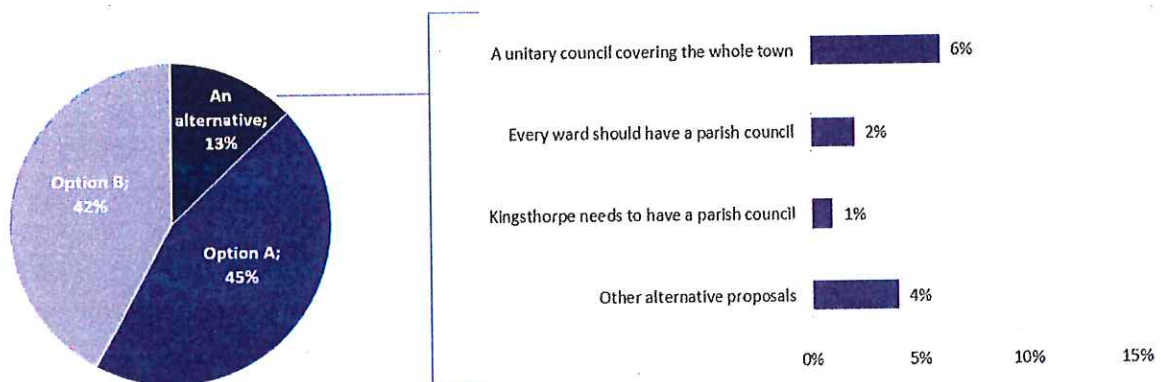 An
alternative;
13%
Option B;
42%
Option A;
45%
A unitary council covering the whole town
6%
Every ward should have a parish council
2%
Kingsthorpe needs to have a parish council
1%
Other alternative proposals
4%
0%
5%
10%
15%